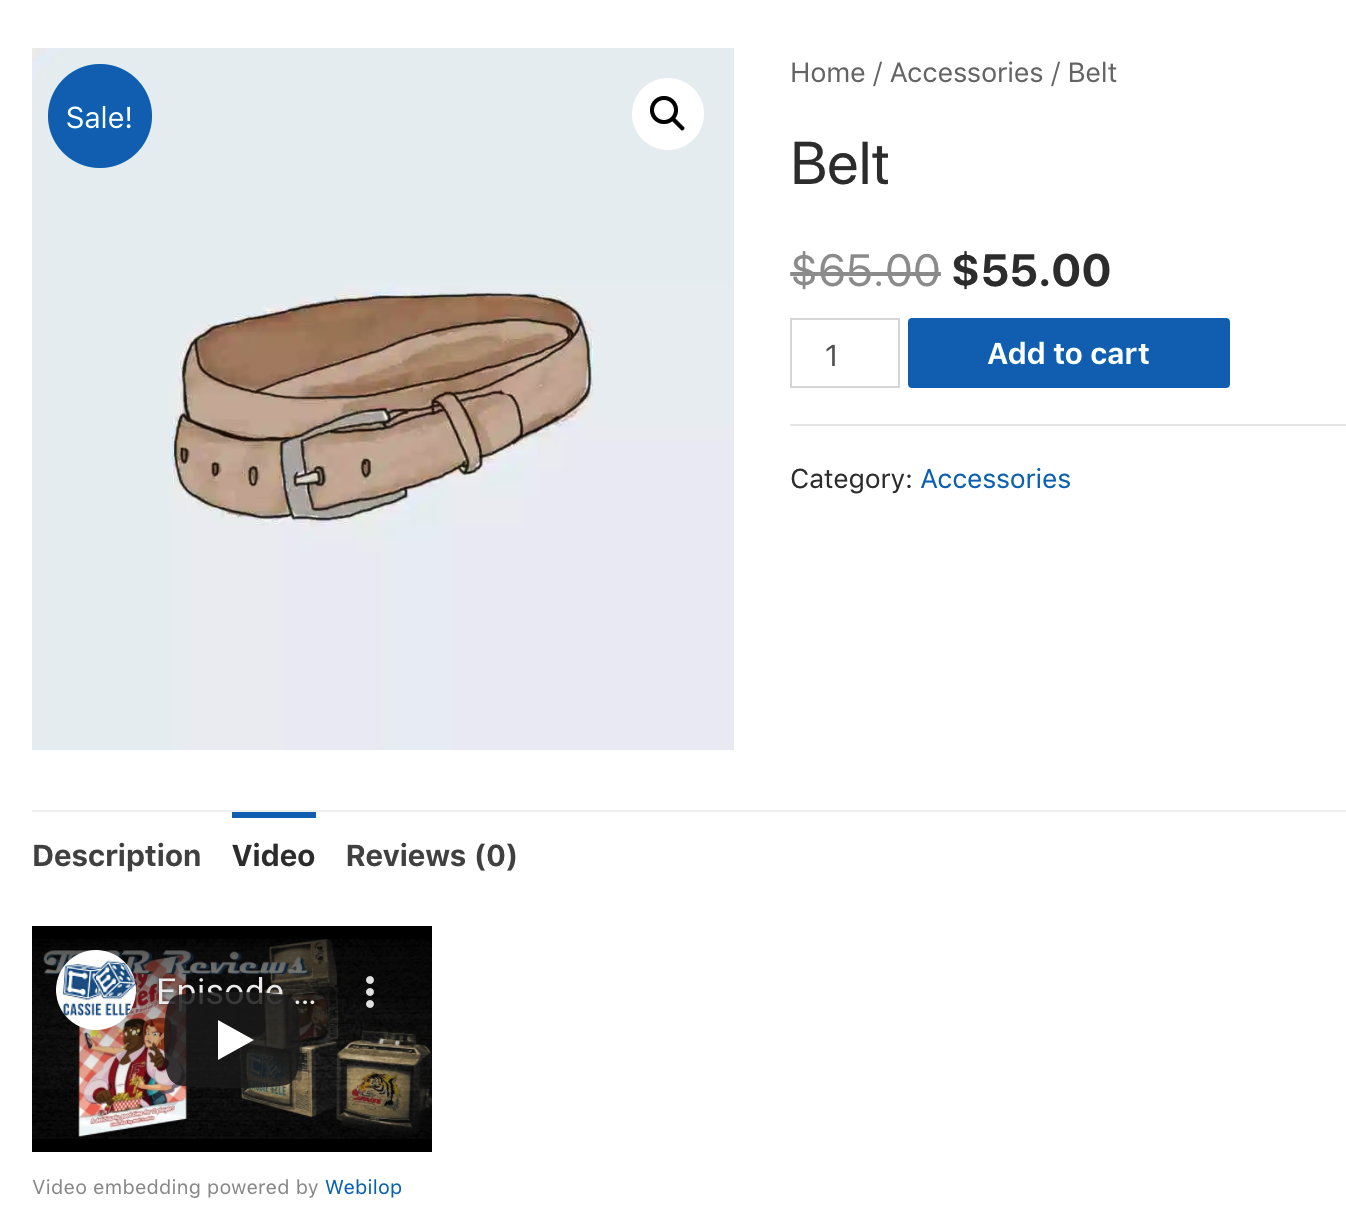 Sale!
Home / Accessories / Belt
Belt
$65.00 $55.00
1
Add to cart
Category: Accessories
Description
Video
Reviews (0)
Reviews
Episode ...
CASSIE ELLE
Video embedding powered by Webilop